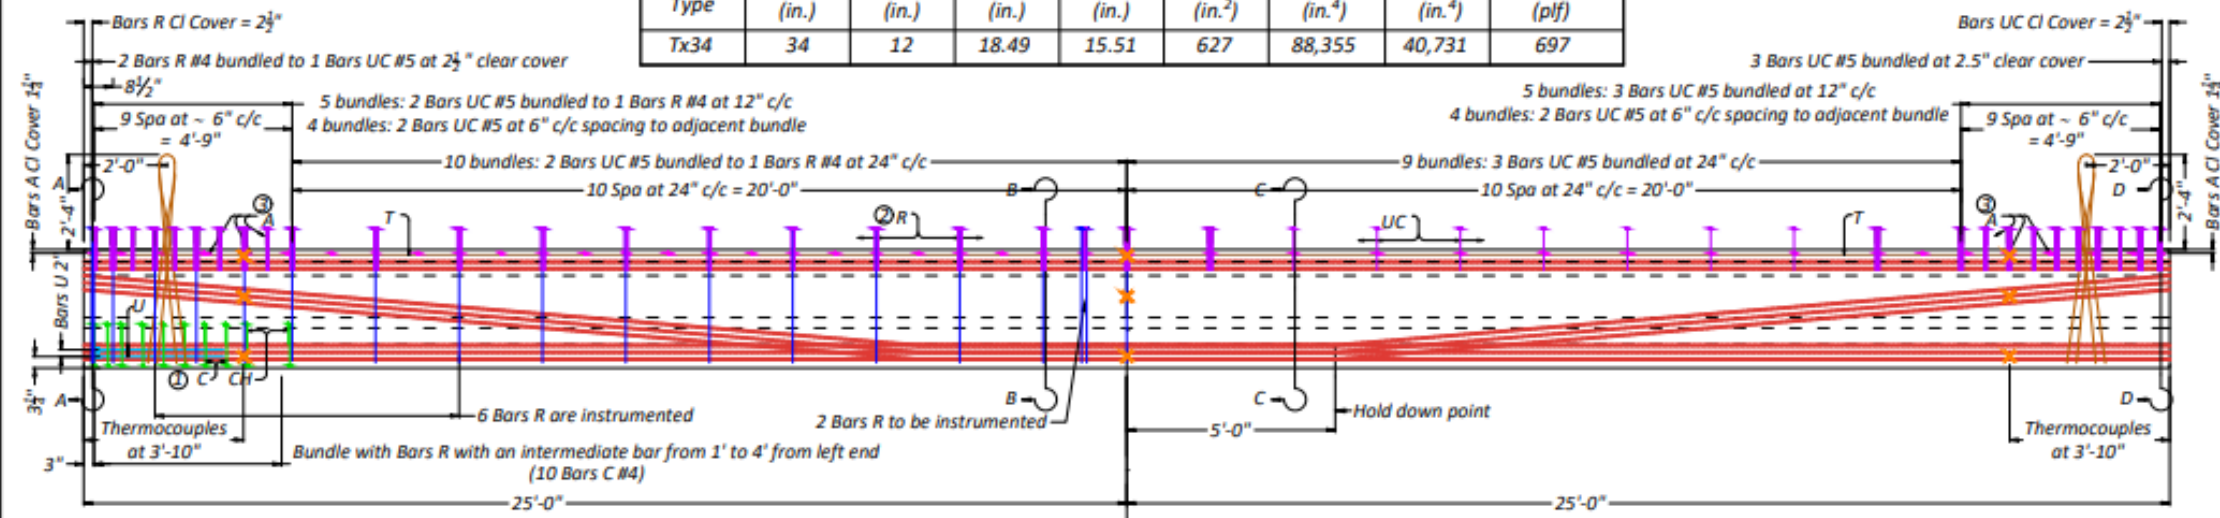 Type (in.) (in.) (in.) (in.) (in.²) (in.⁴) (in.⁴) (plf)
Tx34 34 12 18.49 15.51 627 88,355 40,731 697
Bars R Cl Cover = 2½"
Bars UC Cl Cover = 2½"
2 Bars R #4 bundled to 1 Bars UC #5 at 2½" clear cover
3 Bars UC #5 bundled at 2.5" clear cover
8½"
5 bundles: 2 Bars UC #5 bundled to 1 Bars R #4 at 12" c/c
5 bundles: 3 Bars UC #5 bundled at 12" c/c
9 Spa at ~ 6" c/c
= 4'-9"
4 bundles: 2 Bars UC #5 at 6" c/c spacing to adjacent bundle
4 bundles: 2 Bars UC #5 at 6" c/c spacing to adjacent bundle
9 Spa at ~ 6" c/c
= 4'-9"
2'-0"
10 bundles: 2 Bars UC #5 bundled to 1 Bars R #4 at 24" c/c
9 bundles: 3 Bars UC #5 bundled at 24" c/c
2'-0"
A
10 Spa at 24" c/c = 20'-0"
B
C
10 Spa at 24" c/c = 20'-0"
D
Bars A Cl Cover
2'-4"
3
A
T
2 R
UC
T
3
A
2'-4"
Bars A Cl Cover
Bars U 2"
U
1 C
CH
A
B
C
D
6 Bars R are instrumented
2 Bars R to be instrumented
Hold down point
5'-0"
Thermocouples
at 3'-10"
Thermocouples
at 3'-10"
3"
Bundle with Bars R with an intermediate bar from 1' to 4' from left end
(10 Bars C #4)
25'-0"
25'-0"